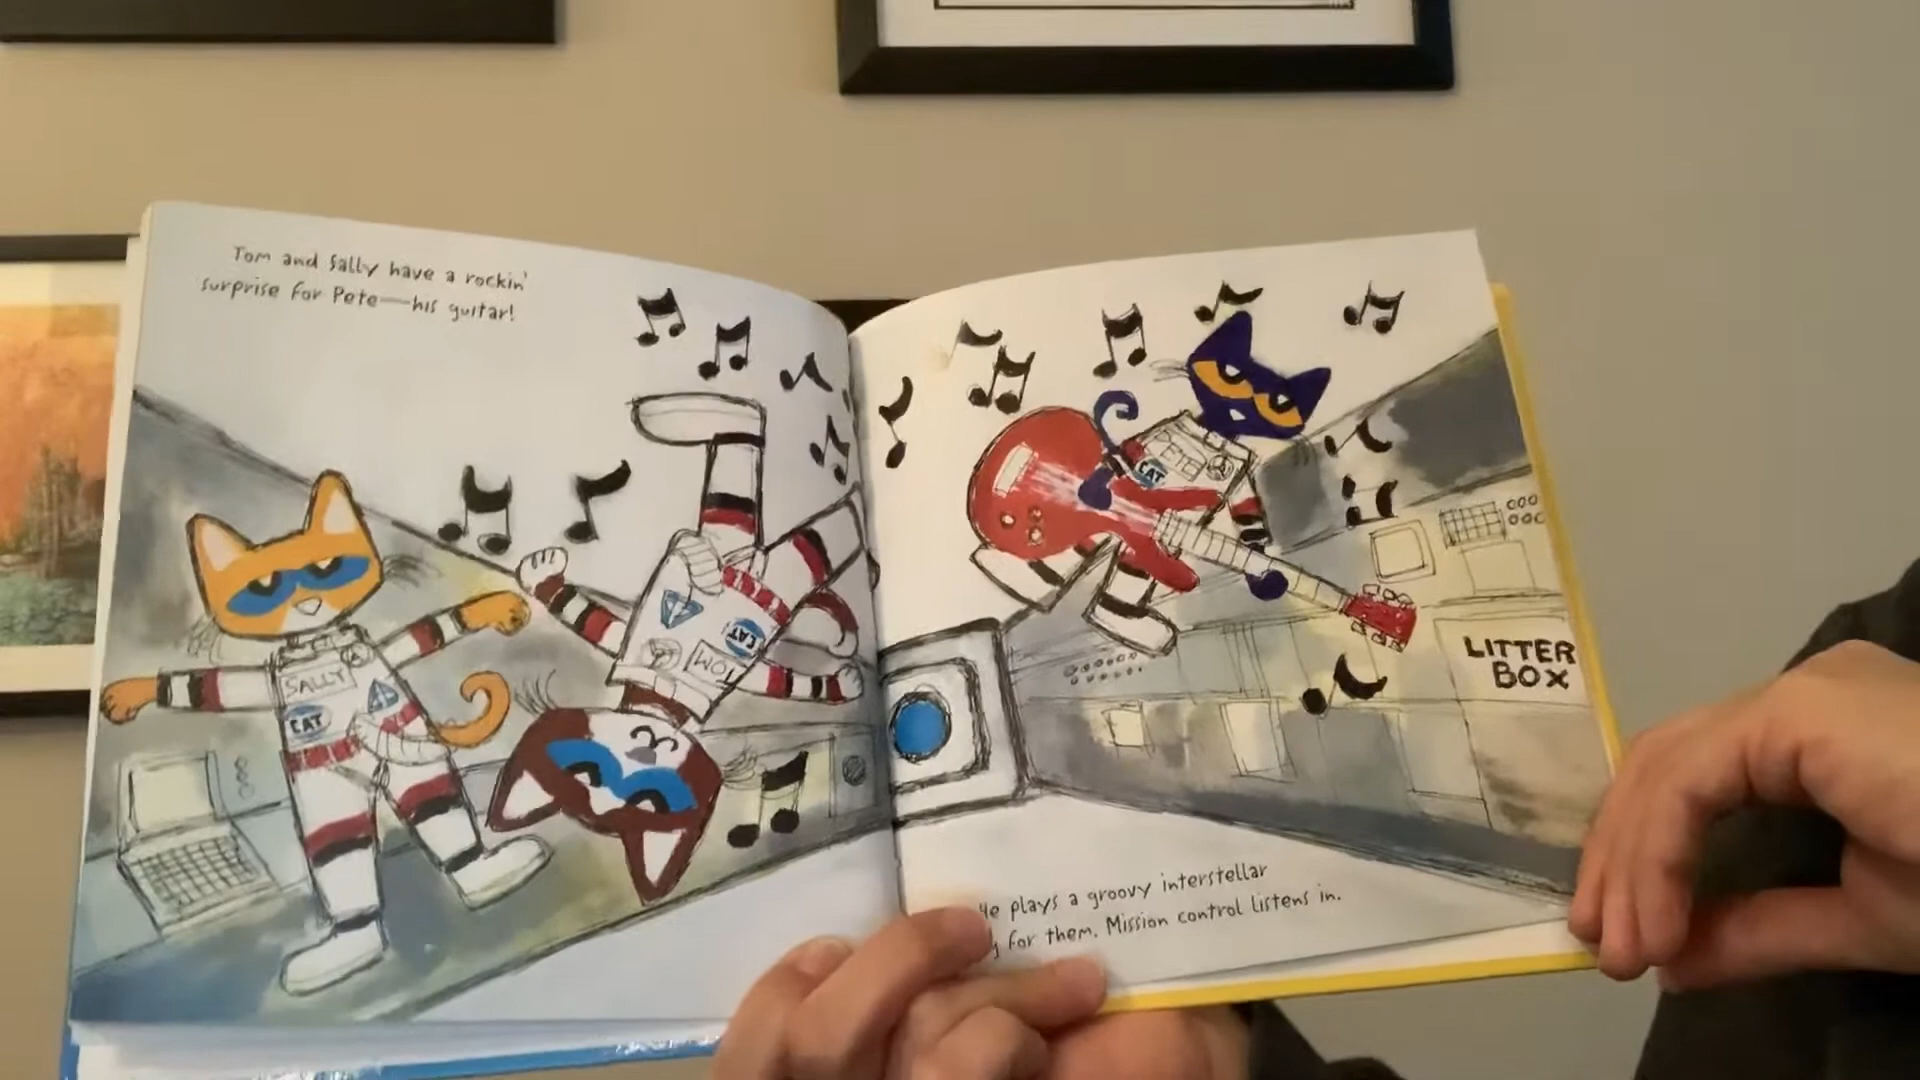 Tom and Sally have a rockin'
surprise for Pete—his guitar!
SALLY
CAT
TOM
CAT
PETE
CAT
LITTER
BOX
He plays a groovy interstellar
for them. Mission control listens in.